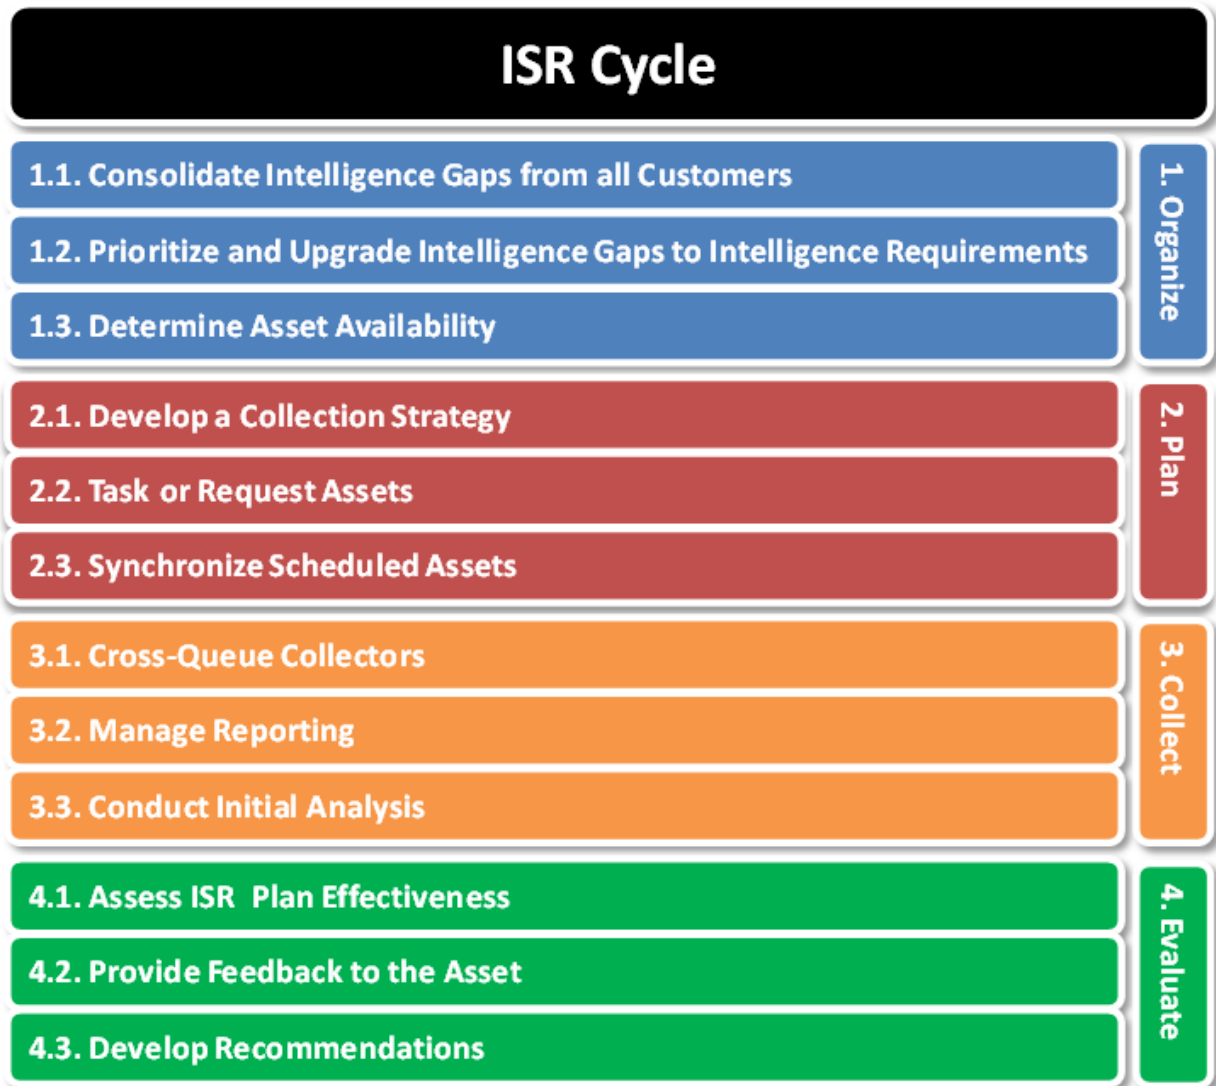 ISR Cycle
1.1. Consolidate Intelligence Gaps from all Customers
1.2. Prioritize and Upgrade Intelligence Gaps to Intelligence Requirements
1.3. Determine Asset Availability
1. Organize
2.1. Develop a Collection Strategy
2.2. Task or Request Assets
2.3. Synchronize Scheduled Assets
2. Plan
3.1. Cross-Queue Collectors
3.2. Manage Reporting
3.3. Conduct Initial Analysis
3. Collect
4.1. Assess ISR Plan Effectiveness
4.2. Provide Feedback to the Asset
4.3. Develop Recommendations
4. Evaluate